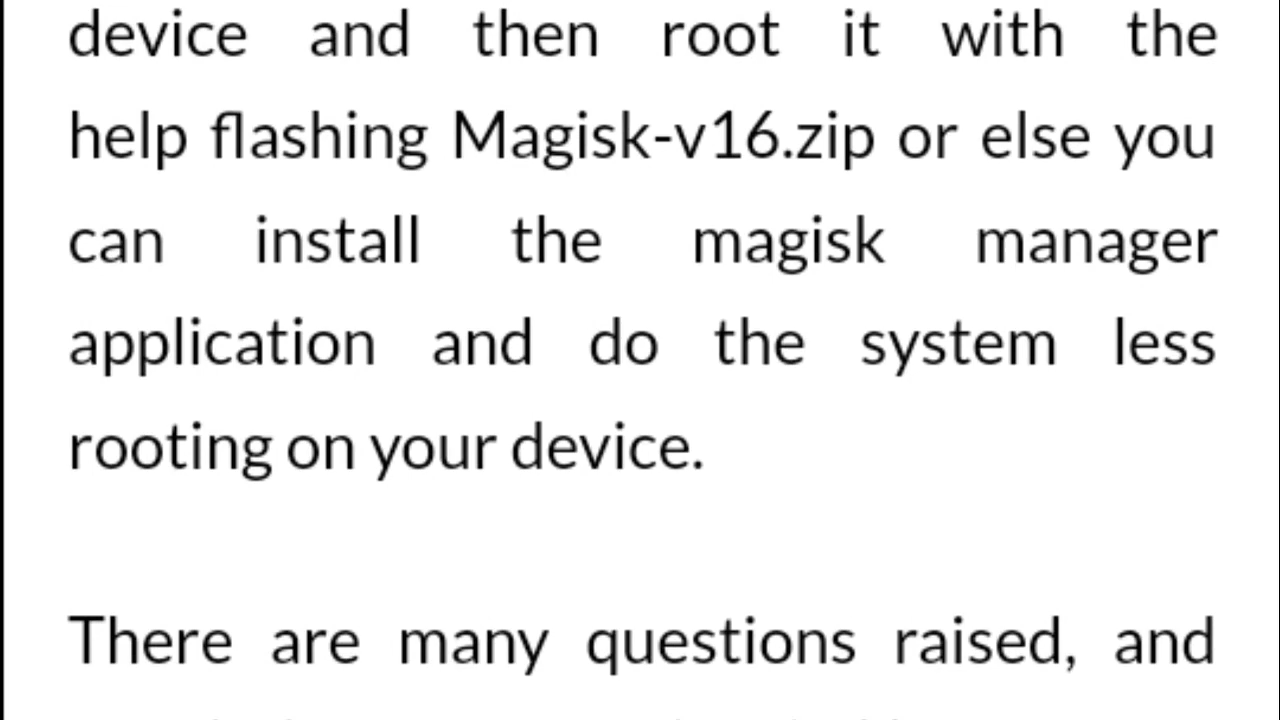 device and then root it with the
help flashing Magisk-v16.zip or else you
can install the magisk manager
application and do the system less
rooting on your device.
There are many questions raised, and